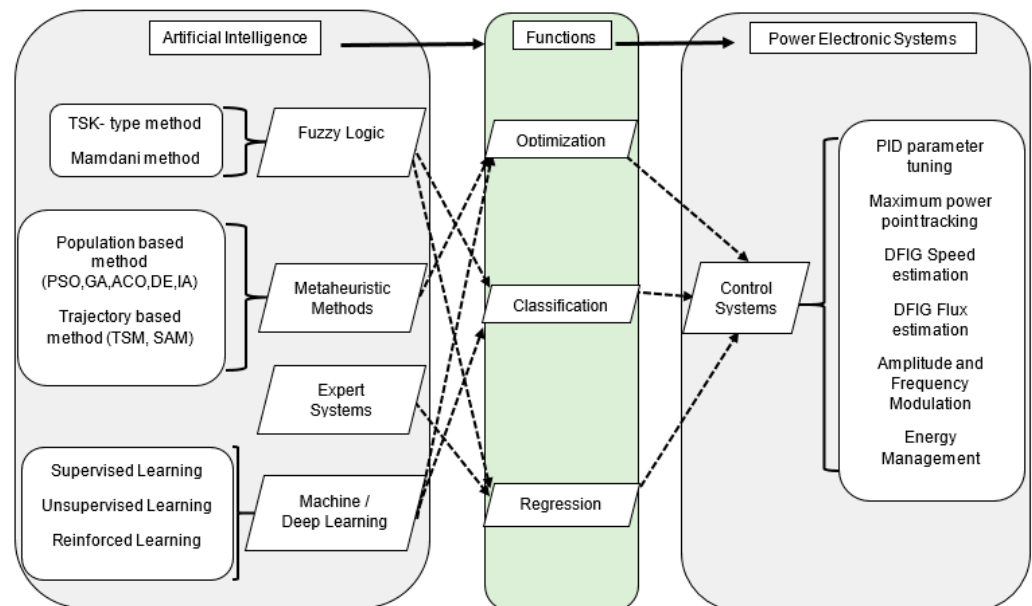 Artificial Intelligence
Functions
Power Electronic Systems
TSK- type method
Mamdani method
Fuzzy Logic
Population based
method
(PSO,GA,ACO,DE,IA)
Trajectory based
method (TSM, SAM)
Metaheuristic
Methods
Expert
Systems
Supervised Learning
Unsupervised Learning
Reinforced Learning
Machine /
Deep Learning
Optimization
Classification
Regression
Control
Systems
PID parameter
tuning
Maximum power
point tracking
DFIG Speed
estimation
DFIG Flux
estimation
Amplitude and
Frequency
Modulation
Energy
Management